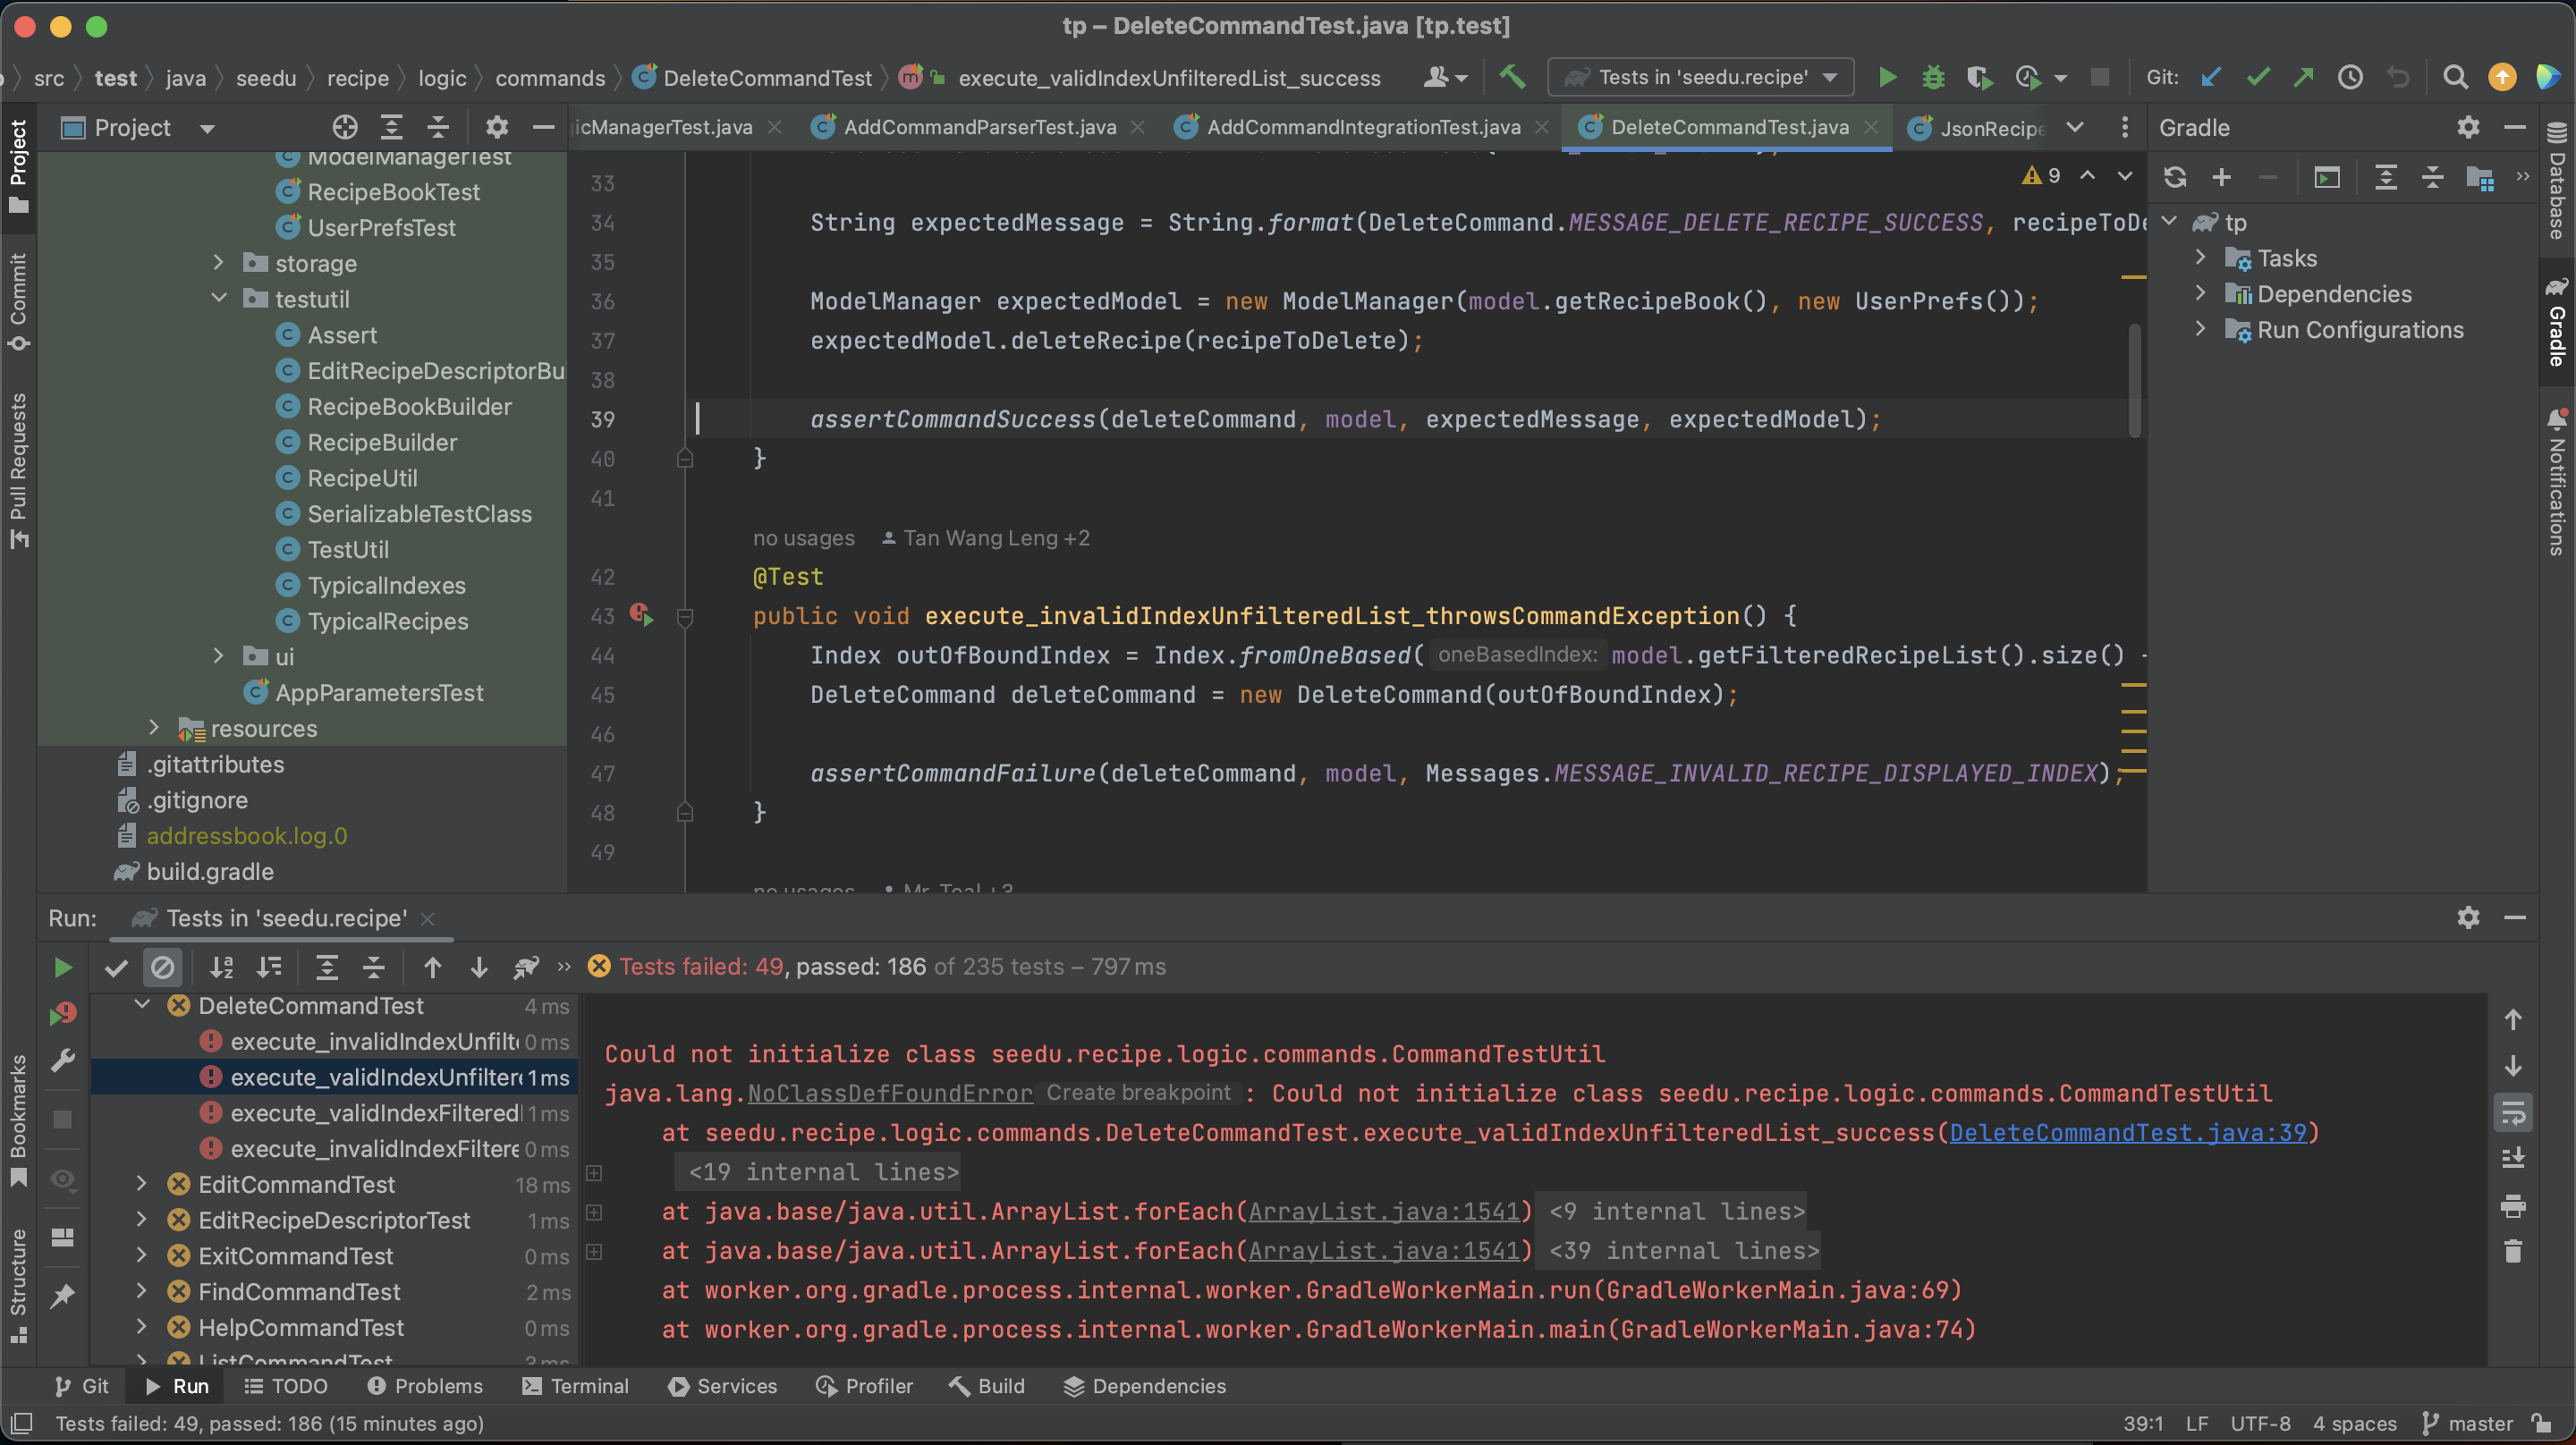 tp – DeleteCommandTest.java [tp.test]
src test java seedu recipe logic commands DeleteCommandTest execute_validIndexUnfilteredList_success Tests in 'seedu.recipe' Git:
Project
icManagerTest.java AddCommandParserTest.java AddCommandIntegrationTest.java DeleteCommandTest.java JsonRecipe
Gradle
Project
Commit
Pull Requests
Bookmarks
Structure
ModelManagerTest
RecipeBookTest
UserPrefsTest
storage
testutil
Assert
EditRecipeDescriptorBui
RecipeBookBuilder
RecipeBuilder
RecipeUtil
SerializableTestClass
TestUtil
TypicalIndexes
TypicalRecipes
ui
AppParametersTest
resources
.gitattributes
.gitignore
addressbook.log.0
build.gradle
9
33
34 String expectedMessage = String.format(DeleteCommand.MESSAGE_DELETE_RECIPE_SUCCESS, recipeToDe
35
36 ModelManager expectedModel = new ModelManager(model.getRecipeBook(), new UserPrefs());
37 expectedModel.deleteRecipe(recipeToDelete);
38
39 assertCommandSuccess(deleteCommand, model, expectedMessage, expectedModel);
40 }
41
no usages Tan Wang Leng +2
42 @Test
43 public void execute_invalidIndexUnfilteredList_throwsCommandException() {
44 Index outOfBoundIndex = Index.fromOneBased( oneBasedIndex: model.getFilteredRecipeList().size()
45 DeleteCommand deleteCommand = new DeleteCommand(outOfBoundIndex);
46
47 assertCommandFailure(deleteCommand, model, Messages.MESSAGE_INVALID_RECIPE_DISPLAYED_INDEX);
48 }
49
no usages Mr. Teal +3
tp
Tasks
Dependencies
Run Configurations
Database
Gradle
Notifications
Run: Tests in 'seedu.recipe'
Tests failed: 49, passed: 186 of 235 tests – 797 ms
DeleteCommandTest 4 ms
execute_invalidIndexUnfilt 0 ms
execute_validIndexUnfiltere 1 ms
execute_validIndexFilteredl 1 ms
execute_invalidIndexFiltere 0 ms
EditCommandTest 18 ms
EditRecipeDescriptorTest 1 ms
ExitCommandTest 0 ms
FindCommandTest 2 ms
HelpCommandTest 0 ms
ListCommandTest 3 ms
Could not initialize class seedu.recipe.logic.commands.CommandTestUtil
java.lang.NoClassDefFoundError Create breakpoint : Could not initialize class seedu.recipe.logic.commands.CommandTestUtil
at seedu.recipe.logic.commands.DeleteCommandTest.execute_validIndexUnfilteredList_success(DeleteCommandTest.java:39)
<19 internal lines>
at java.base/java.util.ArrayList.forEach(ArrayList.java:1541) <9 internal lines>
at java.base/java.util.ArrayList.forEach(ArrayList.java:1541) <39 internal lines>
at worker.org.gradle.process.internal.worker.GradleWorkerMain.run(GradleWorkerMain.java:69)
at worker.org.gradle.process.internal.worker.GradleWorkerMain.main(GradleWorkerMain.java:74)
Git Run TODO Problems Terminal Services Profiler Build Dependencies
Tests failed: 49, passed: 186 (15 minutes ago)
39:1 LF UTF-8 4 spaces master